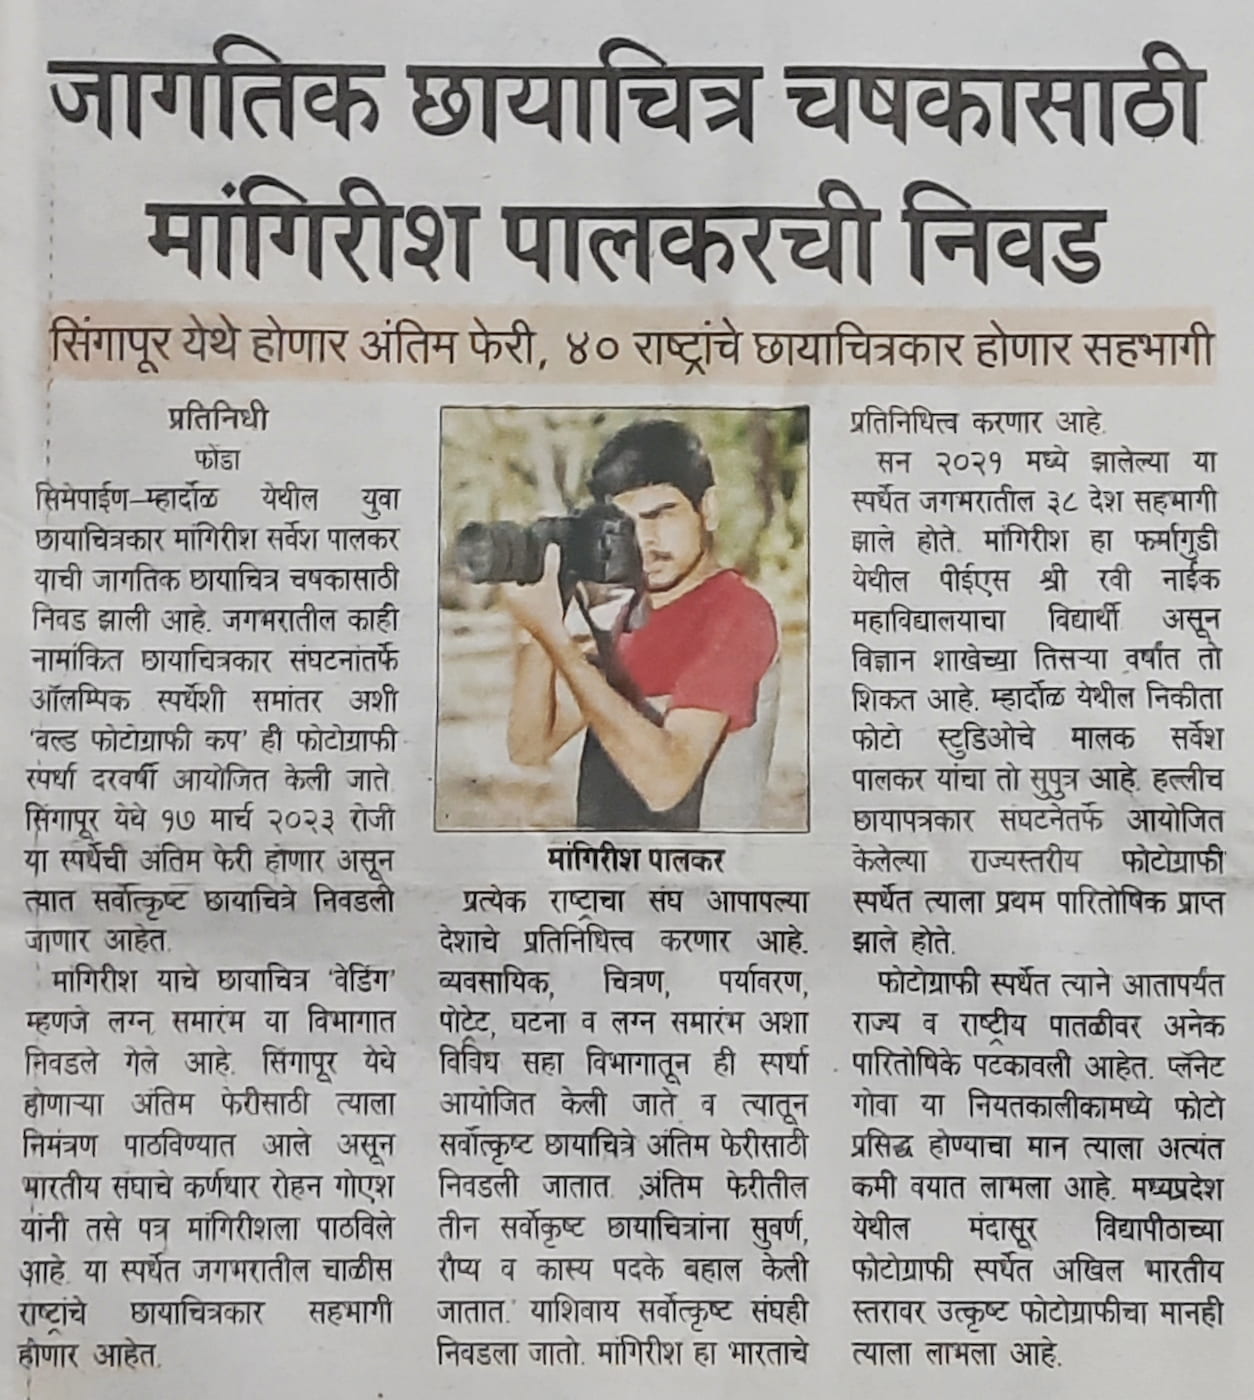 जागतिक छायाचित्र चषकासाठी
मांगिरीश पालकरची निवड
सिंगापूर येथे होणार अंतिम फेरी, ४० राष्ट्रांचे छायाचित्रकार होणार सहभागी
प्रतिनिधी
फोंडा
सिमेपाईण–म्हार्दोळ येथील युवा
छायाचित्रकार मांगिरीश सर्वेश पालकर
याची जागतिक छायाचित्र चषकासाठी
निवड झाली आहे. जगभरातील काही
नामांकित छायाचित्रकार संघटनांतर्फे
ऑलम्पिक स्पर्धेशी समांतर अशी
'वर्ल्ड फोटोग्राफी कप' ही फोटोग्राफी
स्पर्धा दरवर्षी आयोजित केली जाते.
सिंगापूर येथे १७ मार्च २०२३ रोजी
या स्पर्धेची अंतिम फेरी होणार असून
त्यात सर्वोत्कृष्ट छायाचित्रे निवडली
जाणार आहेत.
मांगिरीश याचे छायाचित्र 'वेडिंग'
म्हणजे लग्न समारंभ या विभागात
निवडले गेले आहे. सिंगापूर येथे
होणाऱ्या अंतिम फेरीसाठी त्याला
निमंत्रण पाठविण्यात आले असून
भारतीय संघाचे कर्णधार रोहन गोएश
यांनी तसे पत्र मांगिरीशला पाठविले
आहे. या स्पर्धेत जगभरातील चाळीस
राष्ट्रांचे छायाचित्रकार सहभागी
होणार आहेत.
मांगिरीश पालकर
प्रत्येक राष्ट्राचा संघ आपापल्या
देशाचे प्रतिनिधित्त्व करणार आहे.
व्यवसायिक, चित्रण, पर्यावरण,
पोर्ट्रेट, घटना व लग्न समारंभ अशा
विविध सहा विभागातून ही स्पर्धा
आयोजित केली जाते व त्यातून
सर्वोत्कृष्ट छायाचित्रे अंतिम फेरीसाठी
निवडली जातात. अंतिम फेरीतील
तीन सर्वोकृष्ट छायाचित्रांना सुवर्ण,
रौप्य व कास्य पदके बहाल केली
जातात. याशिवाय सर्वोत्कृष्ट संघही
निवडला जातो. मांगिरीश हा भारताचे
प्रतिनिधित्त्व करणार आहे.
सन २०२१ मध्ये झालेल्या या
स्पर्धेत जगभरातील ३८ देश सहभागी
झाले होते. मांगिरीश हा फर्मागुडी
येथील पीईएस श्री रवी नाईक
महाविद्यालयाचा विद्यार्थी असून
विज्ञान शाखेच्या तिसऱ्या वर्षात तो
शिकत आहे. म्हार्दोळ येथील निकीता
फोटो स्टुडिओचे मालक सर्वेश
पालकर यांचा तो सुपुत्र आहे. हल्लीच
छायापत्रकार संघटनेतर्फे आयोजित
केलेल्या राज्यस्तरीय फोटोग्राफी
स्पर्धेत त्याला प्रथम पारितोषिक प्राप्त
झाले होते.
फोटोग्राफी स्पर्धेत त्याने आतापर्यंत
राज्य व राष्ट्रीय पातळीवर अनेक
पारितोषिके पटकावली आहेत. प्लॅनेट
गोवा या नियतकालीकामध्ये फोटो
प्रसिद्ध होण्याचा मान त्याला अत्यंत
कमी वयात लाभला आहे. मध्यप्रदेश
येथील मंदासूर विद्यापीठाच्या
फोटोग्राफी स्पर्धेत अखिल भारतीय
स्तरावर उत्कृष्ट फोटोग्राफीचा मानही
त्याला लाभला आहे.